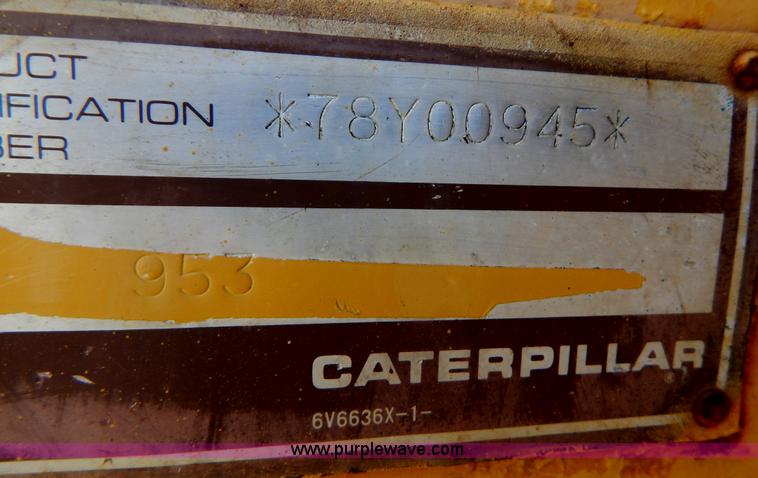 UCT
IFICATION *78Y00945*
BER
953
CATERPILLAR
6V6636X-1-
www.purplewave.com